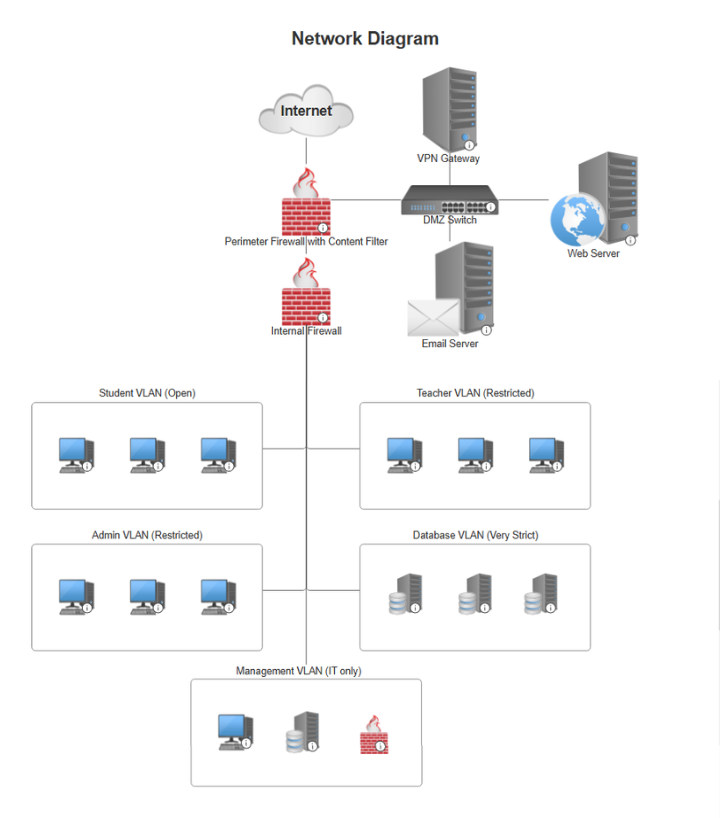 Network Diagram
Internet
VPN Gateway
DMZ Switch
Perimeter Firewall with Content Filter
Web Server
Internal Firewall
Email Server
Student VLAN (Open)
Teacher VLAN (Restricted)
Admin VLAN (Restricted)
Database VLAN (Very Strict)
Management VLAN (IT only)